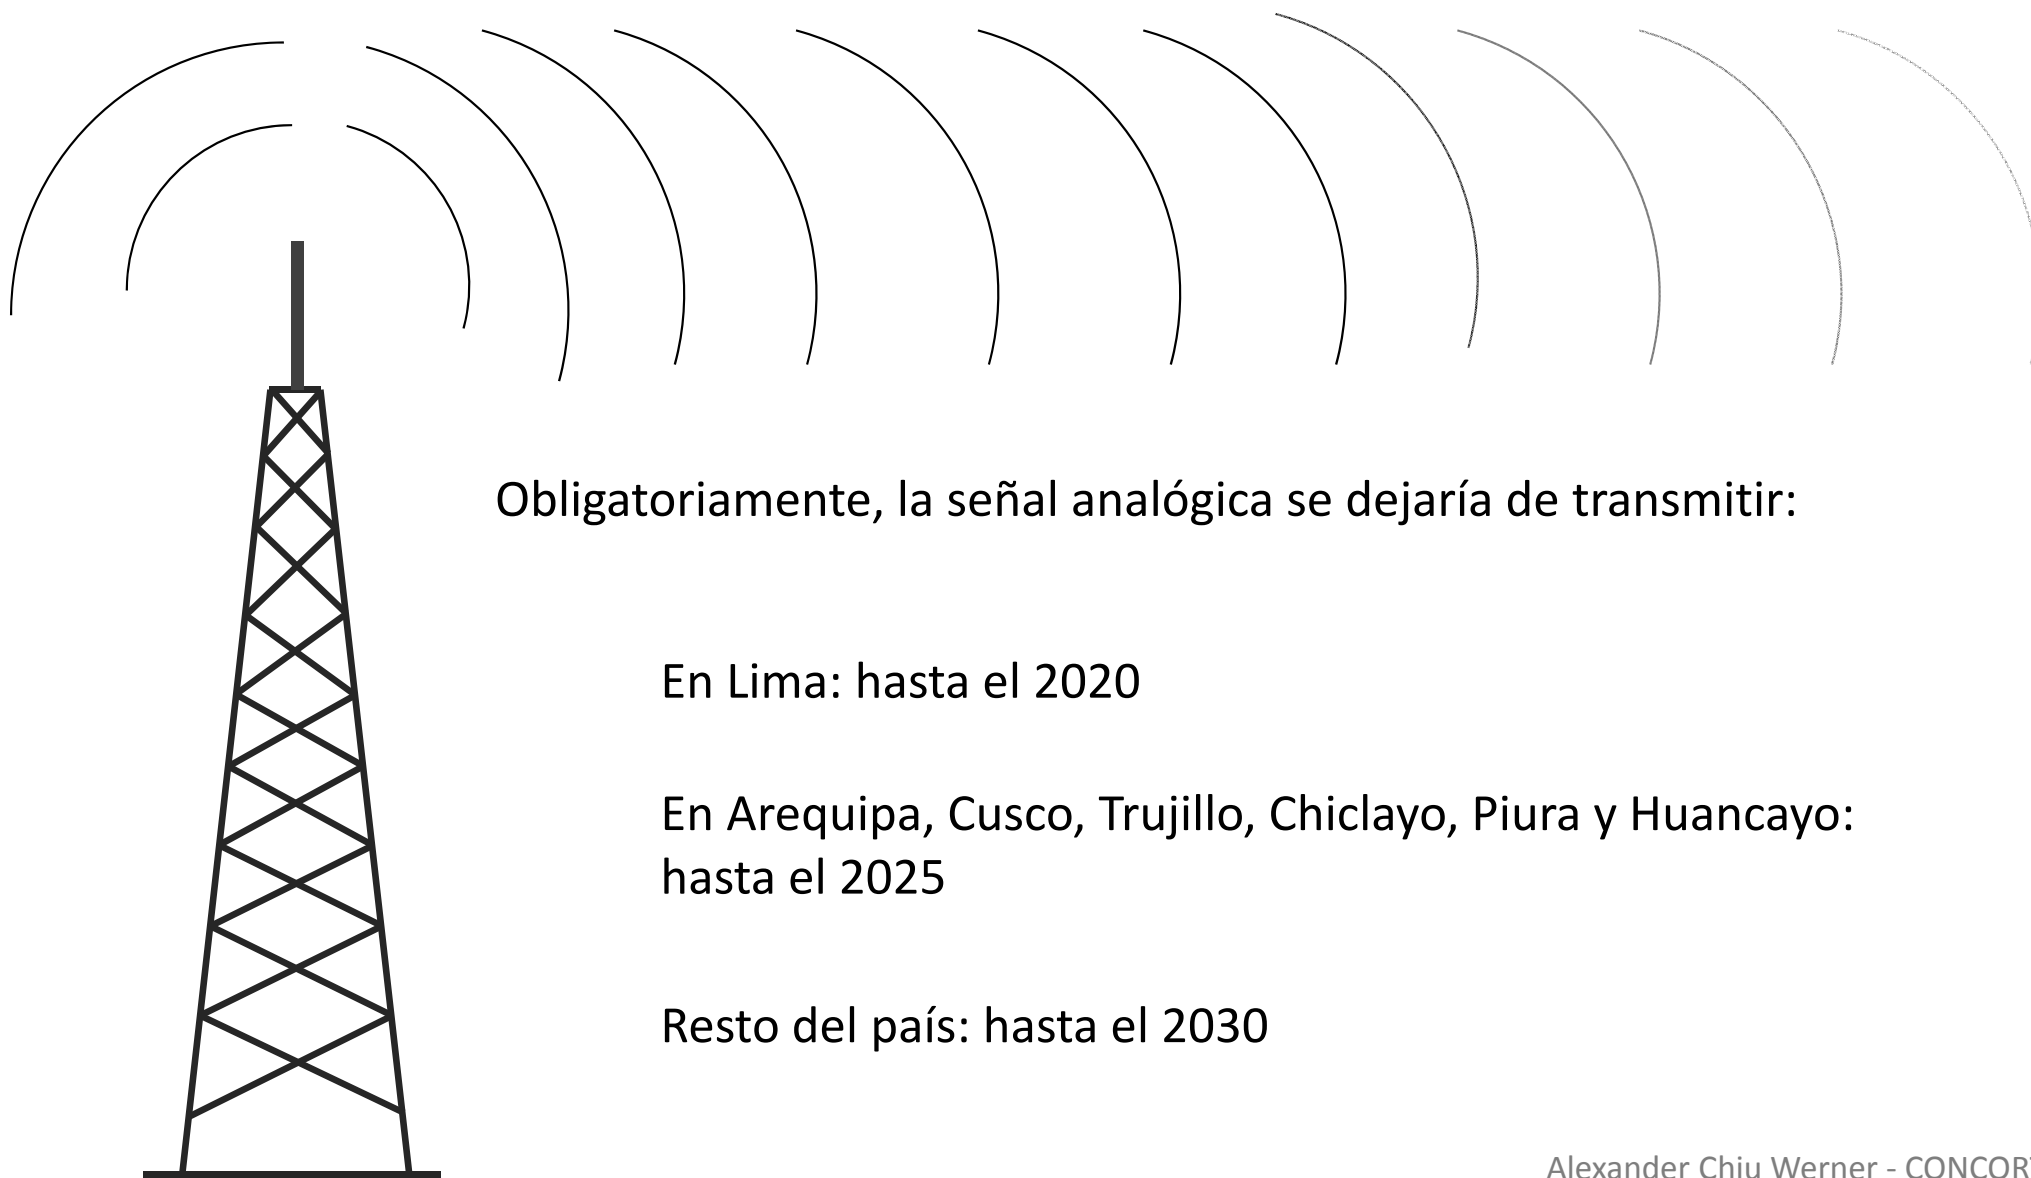 Obligatoriamente, la señal analógica se dejaría de transmitir:
En Lima: hasta el 2020
En Arequipa, Cusco, Trujillo, Chiclayo, Piura y Huancayo:
hasta el 2025
Resto del país: hasta el 2030
Alexander Chiu Werner -